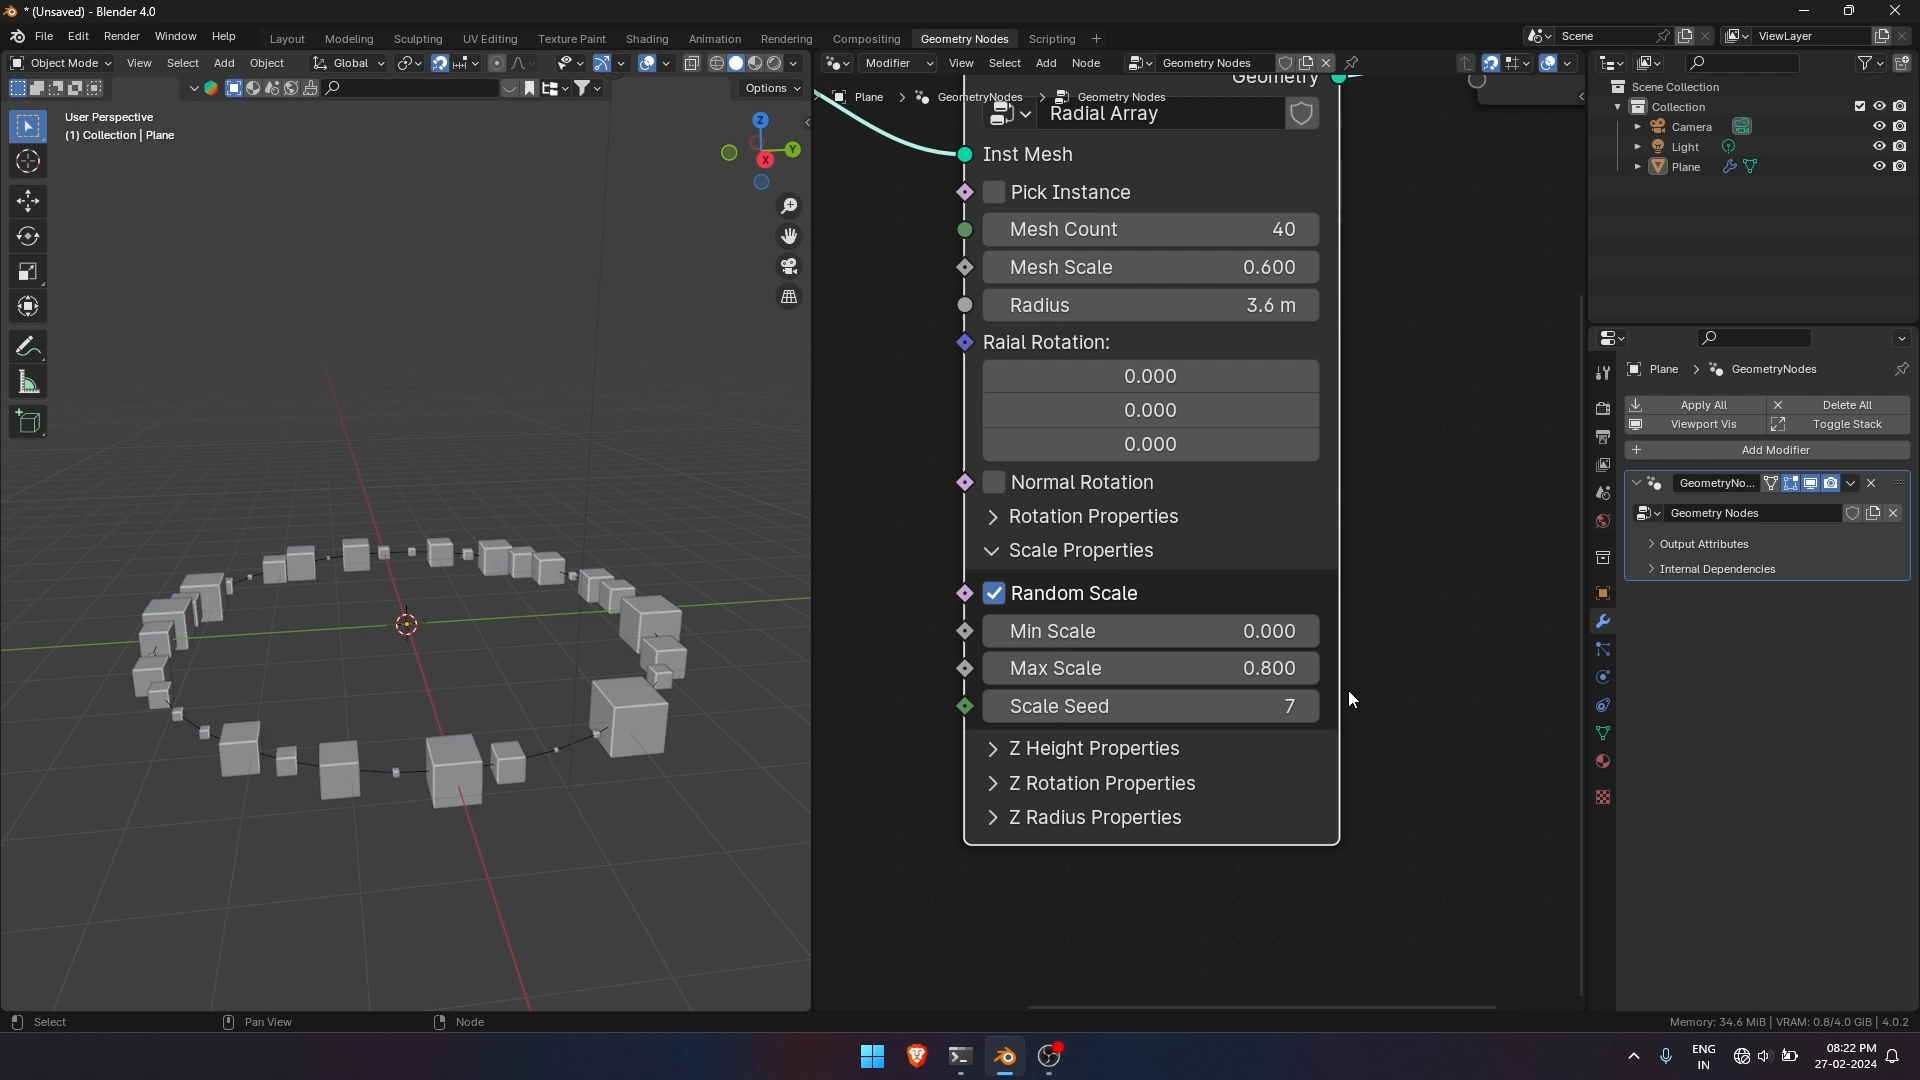 * (Unsaved) - Blender 4.0
File Edit Render Window Help Layout Modeling Sculpting UV Editing Texture Paint Shading Animation Rendering Compositing Geometry Nodes Scripting + Scene ViewLayer
Object Mode View Select Add Object Global
Options
User Perspective
(1) Collection | Plane
Z
Y
X
Modifier View Select Add Node Geometry Nodes
Geometry
Plane > GeometryNodes > Geometry Nodes
Radial Array
Inst Mesh
Pick Instance
Mesh Count 40
Mesh Scale 0.600
Radius 3.6 m
Raial Rotation:
0.000
0.000
0.000
Normal Rotation
Rotation Properties
Scale Properties
Random Scale
Min Scale 0.000
Max Scale 0.800
Scale Seed 7
Z Height Properties
Z Rotation Properties
Z Radius Properties
Scene Collection
Collection
Camera
Light
Plane
Plane > GeometryNodes
Apply All Delete All
Viewport Vis Toggle Stack
Add Modifier
GeometryNo...
Geometry Nodes
Output Attributes
Internal Dependencies
Select Pan View Node Memory: 34.6 MiB | VRAM: 0.8/4.0 GiB | 4.0.2
ENG
IN
08:22 PM
27-02-2024